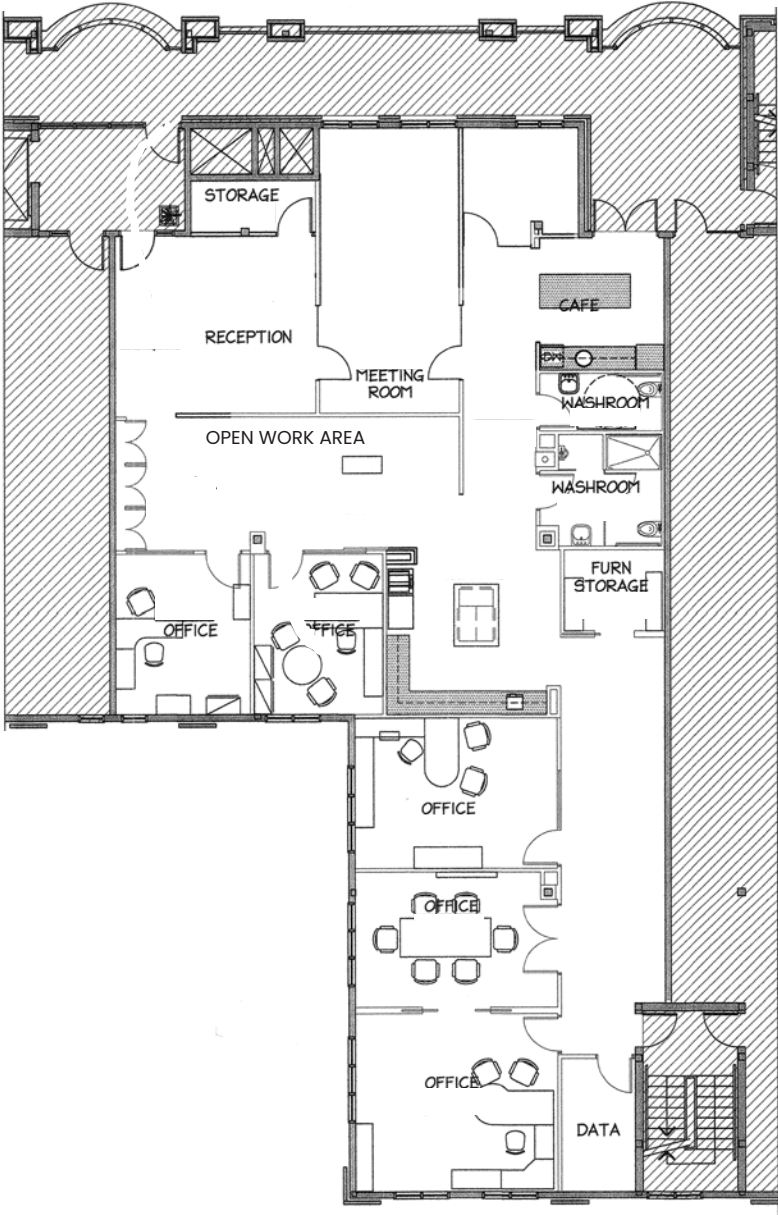 STORAGE
RECEPTION
CAFE
MEETING
ROOM
WASHROOM
OPEN WORK AREA
WASHROOM
FURN
STORAGE
OFFICE
OFFICE
OFFICE
OFFICE
OFFICE
DATA